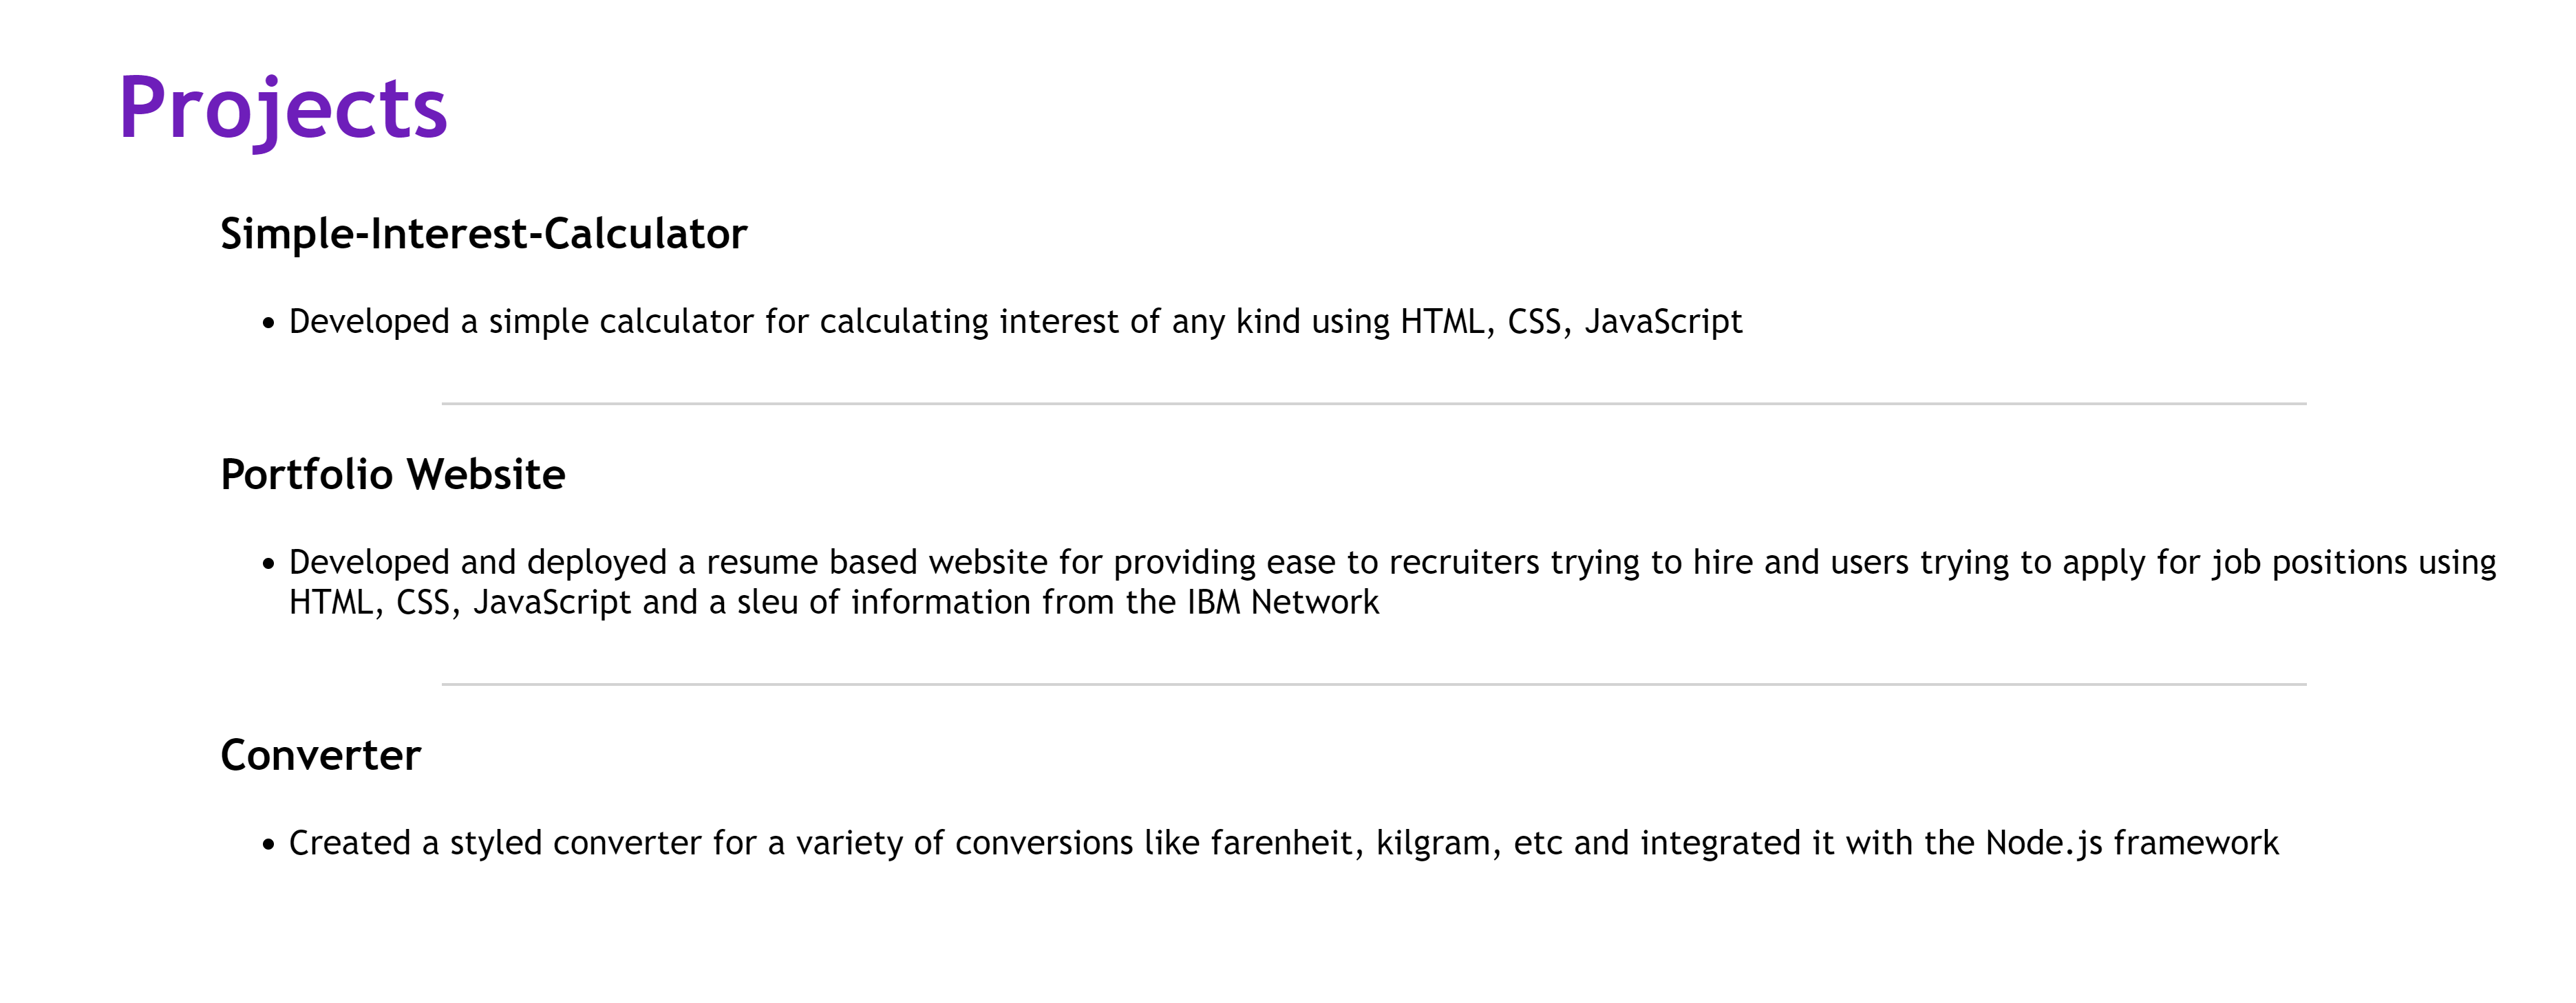 Projects
Simple-Interest-Calculator
• Developed a simple calculator for calculating interest of any kind using HTML, CSS, JavaScript
Portfolio Website
• Developed and deployed a resume based website for providing ease to recruiters trying to hire and users trying to apply for job positions using
HTML, CSS, JavaScript and a sleu of information from the IBM Network
Converter
• Created a styled converter for a variety of conversions like farenheit, kilgram, etc and integrated it with the Node.js framework